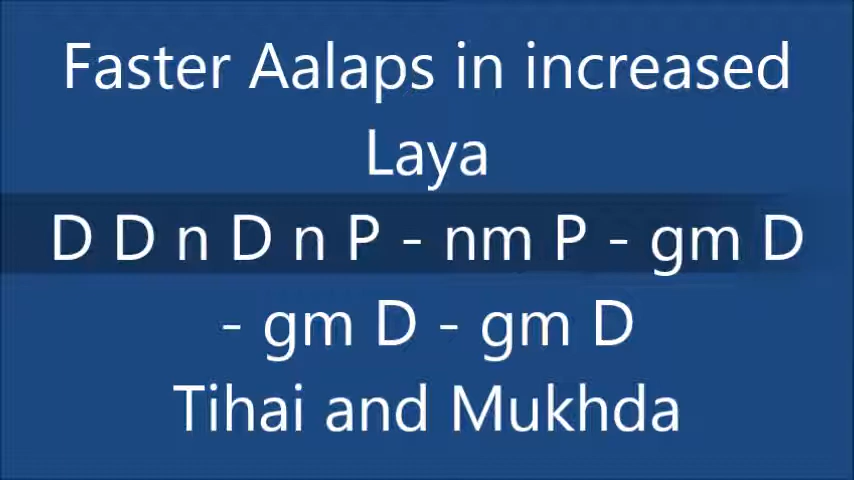 Faster Aalaps in increased
Laya
D D n D n P - nm P - gm D
- gm D - gm D
Tihai and Mukhda